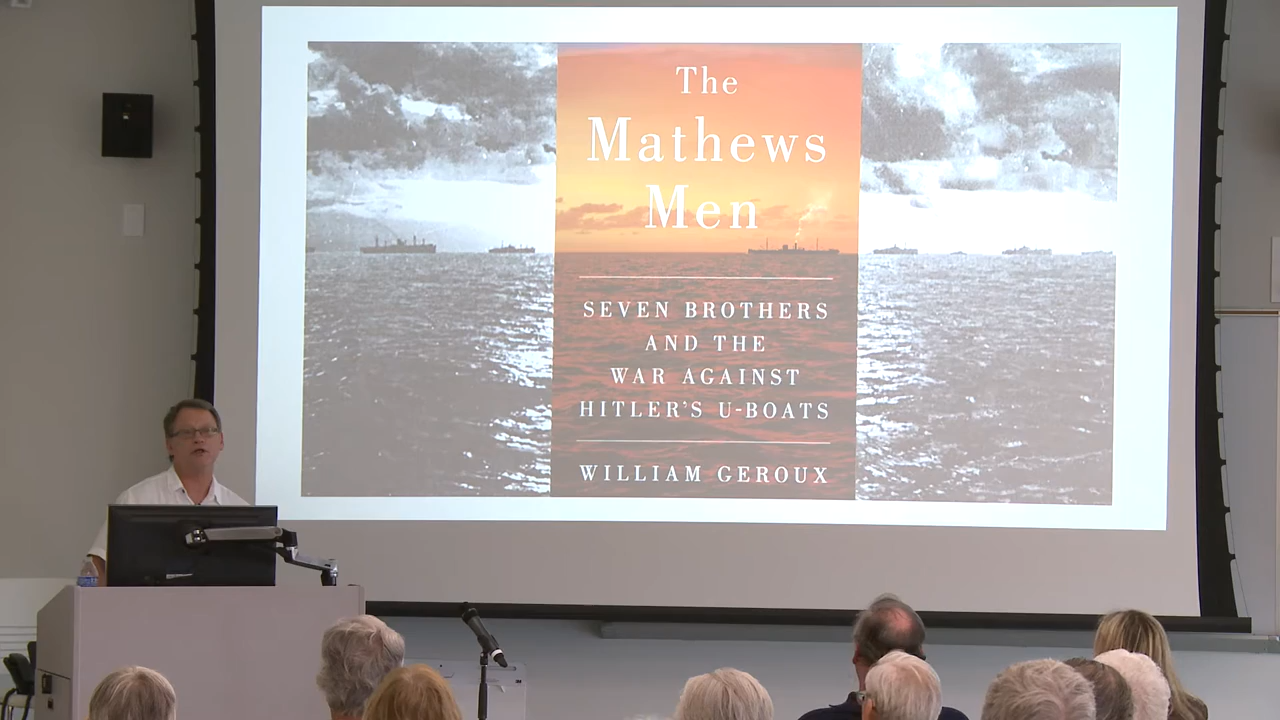 The
Mathews
Men
SEVEN BROTHERS
AND THE
WAR AGAINST
HITLER'S U-BOATS
WILLIAM GEROUX